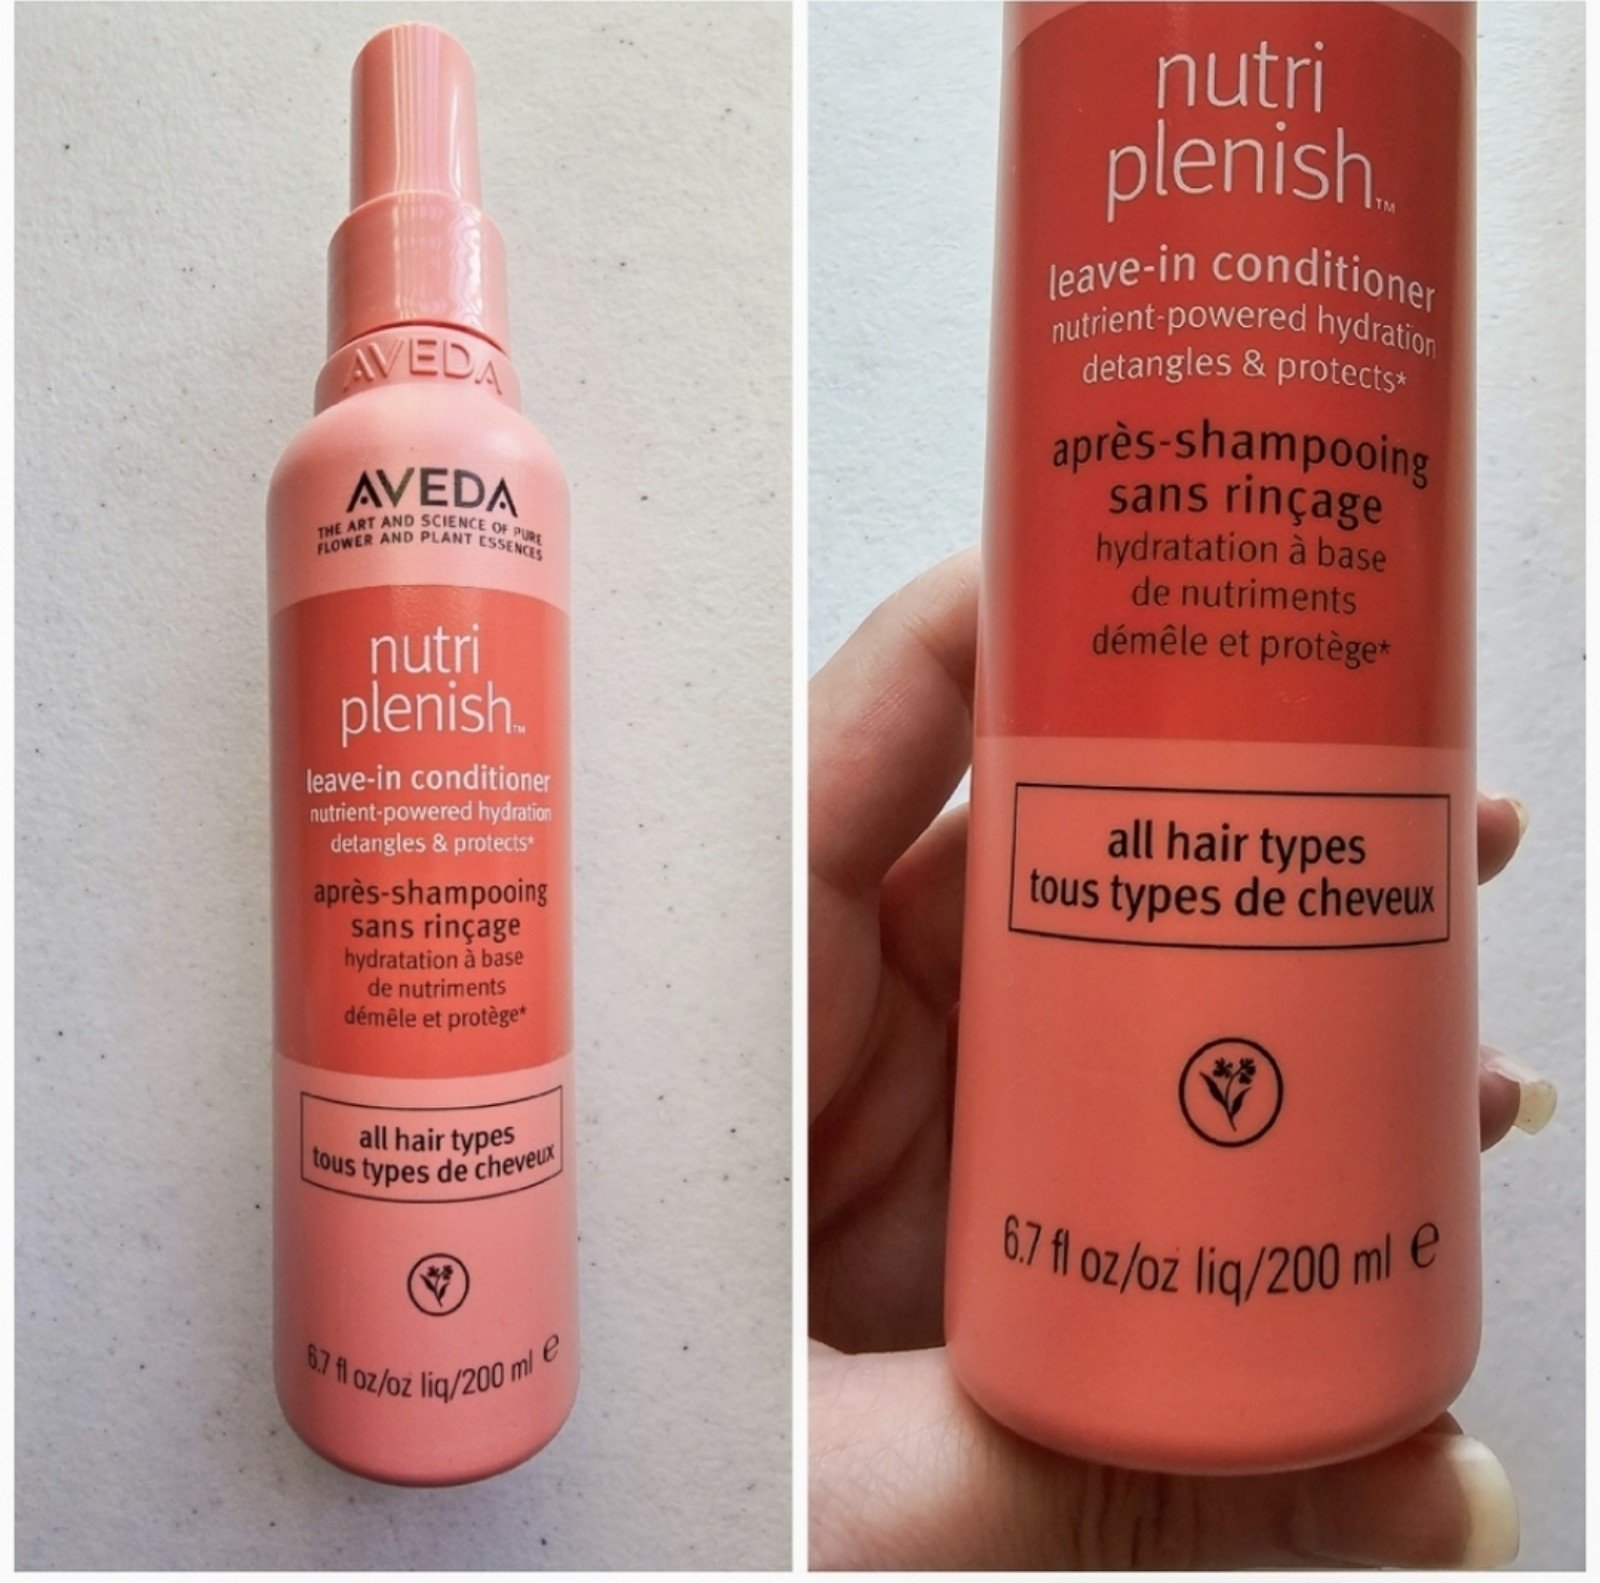 AVEDA
AVEDA
THE ART AND SCIENCE OF PURE
FLOWER AND PLANT ESSENCES
nutri
plenish™
leave-in conditioner
nutrient-powered hydration
detangles & protects*
après-shampooing
sans rinçage
hydratation à base
de nutriments
démêle et protège*
all hair types
tous types de cheveux
6.7 fl oz/oz liq/200 ml ℮
nutri
plenish™
leave-in conditioner
nutrient-powered hydration
detangles & protects*
après-shampooing
sans rinçage
hydratation à base
de nutriments
démêle et protège*
all hair types
tous types de cheveux
6.7 fl oz/oz liq/200 ml ℮